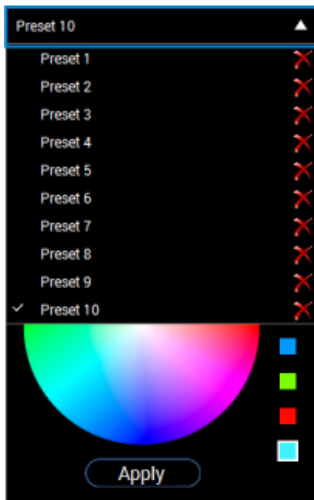 Preset 10
Preset 1
Preset 2
Preset 3
Preset 4
Preset 5
Preset 6
Preset 7
Preset 8
Preset 9
Preset 10
Apply